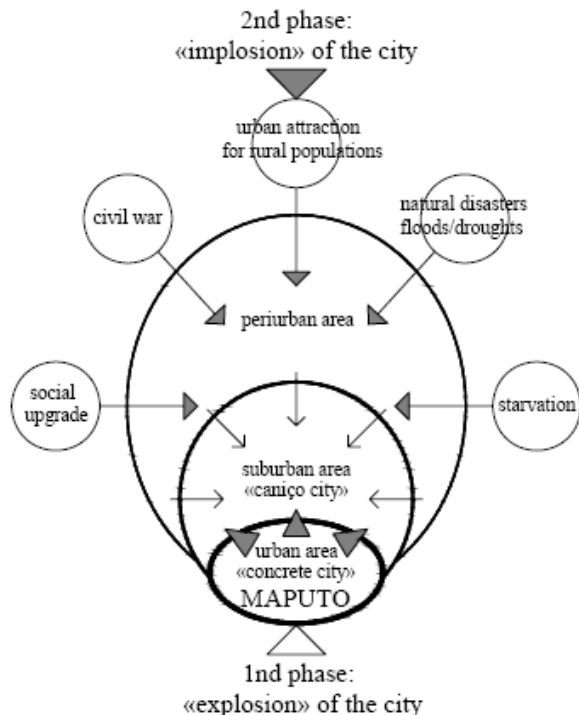 2nd phase:
«implosion» of the city
urban attraction
for rural populations
civil war
natural disasters
floods/droughts
periurban area
social
upgrade
starvation
suburban area
«caniço city»
urban area
«concrete city»
MAPUTO
1nd phase:
«explosion» of the city